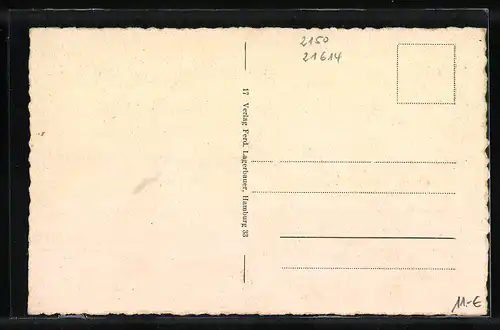 2150
21614
17 Verlag Ferd. Lagerbauer, Hamburg 33
11.-€